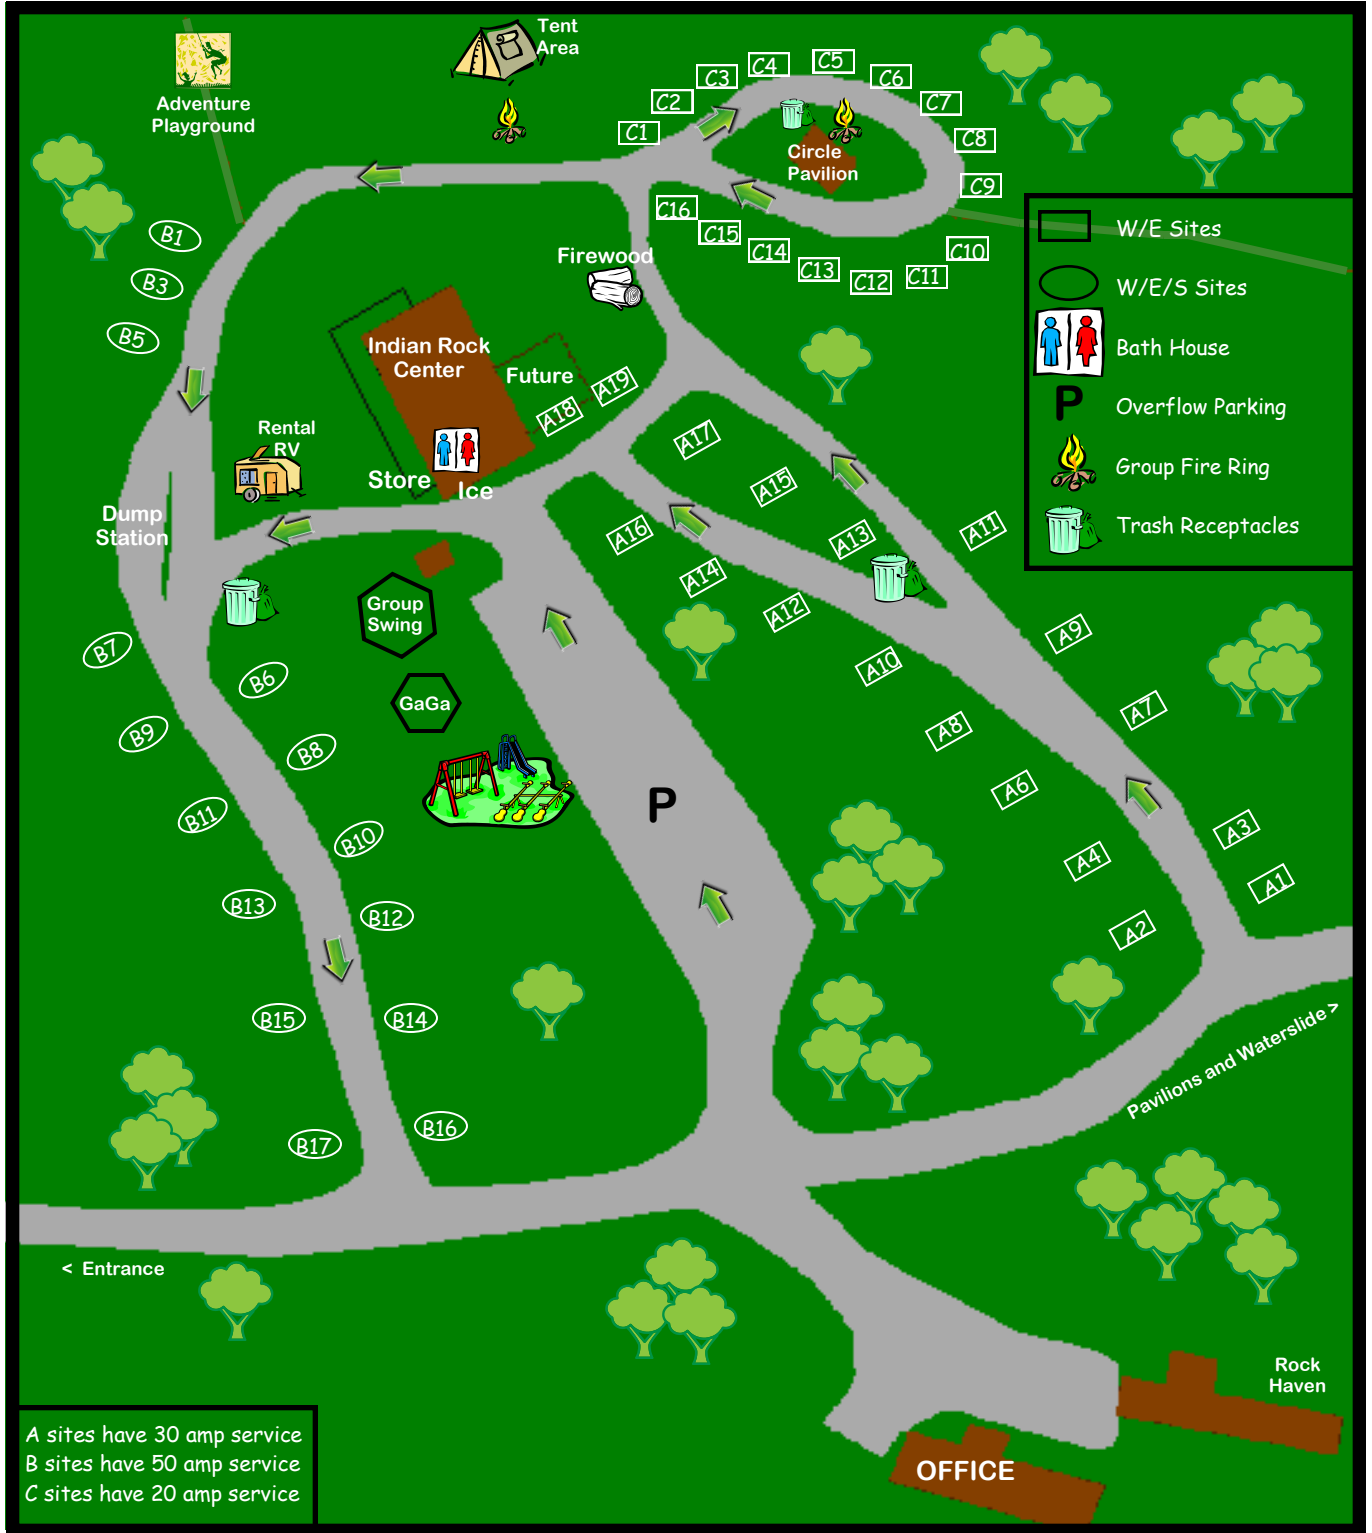 Tent
Area
Adventure
Playground
C1
C2
C3
C4
C5
C6
C7
C8
C9
C10
C11
C12
C13
C14
C15
C16
Circle
Pavilion
W/E Sites
W/E/S Sites
Bath House
P
Overflow Parking
Group Fire Ring
Trash Receptacles
B1
B3
B5
Firewood
Indian Rock
Center
Future
A18
A19
Rental
RV
Store
Ice
Dump
Station
A17
A15
A13
A11
A16
A14
A12
A10
A9
A8
A7
A6
A4
A3
A2
A1
Group
Swing
GaGa
P
B7
B6
B9
B8
B11
B10
B13
B12
B15
B14
B17
B16
Pavilions and Waterslide >
< Entrance
Rock
Haven
OFFICE
A sites have 30 amp service
B sites have 50 amp service
C sites have 20 amp service